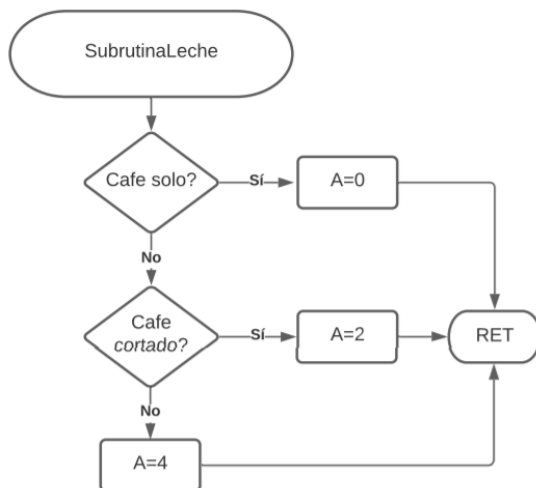 SubrutinaLeche
Cafe solo?
Sí
A=0
No
Cafe
cortado?
Sí
A=2
RET
No
A=4